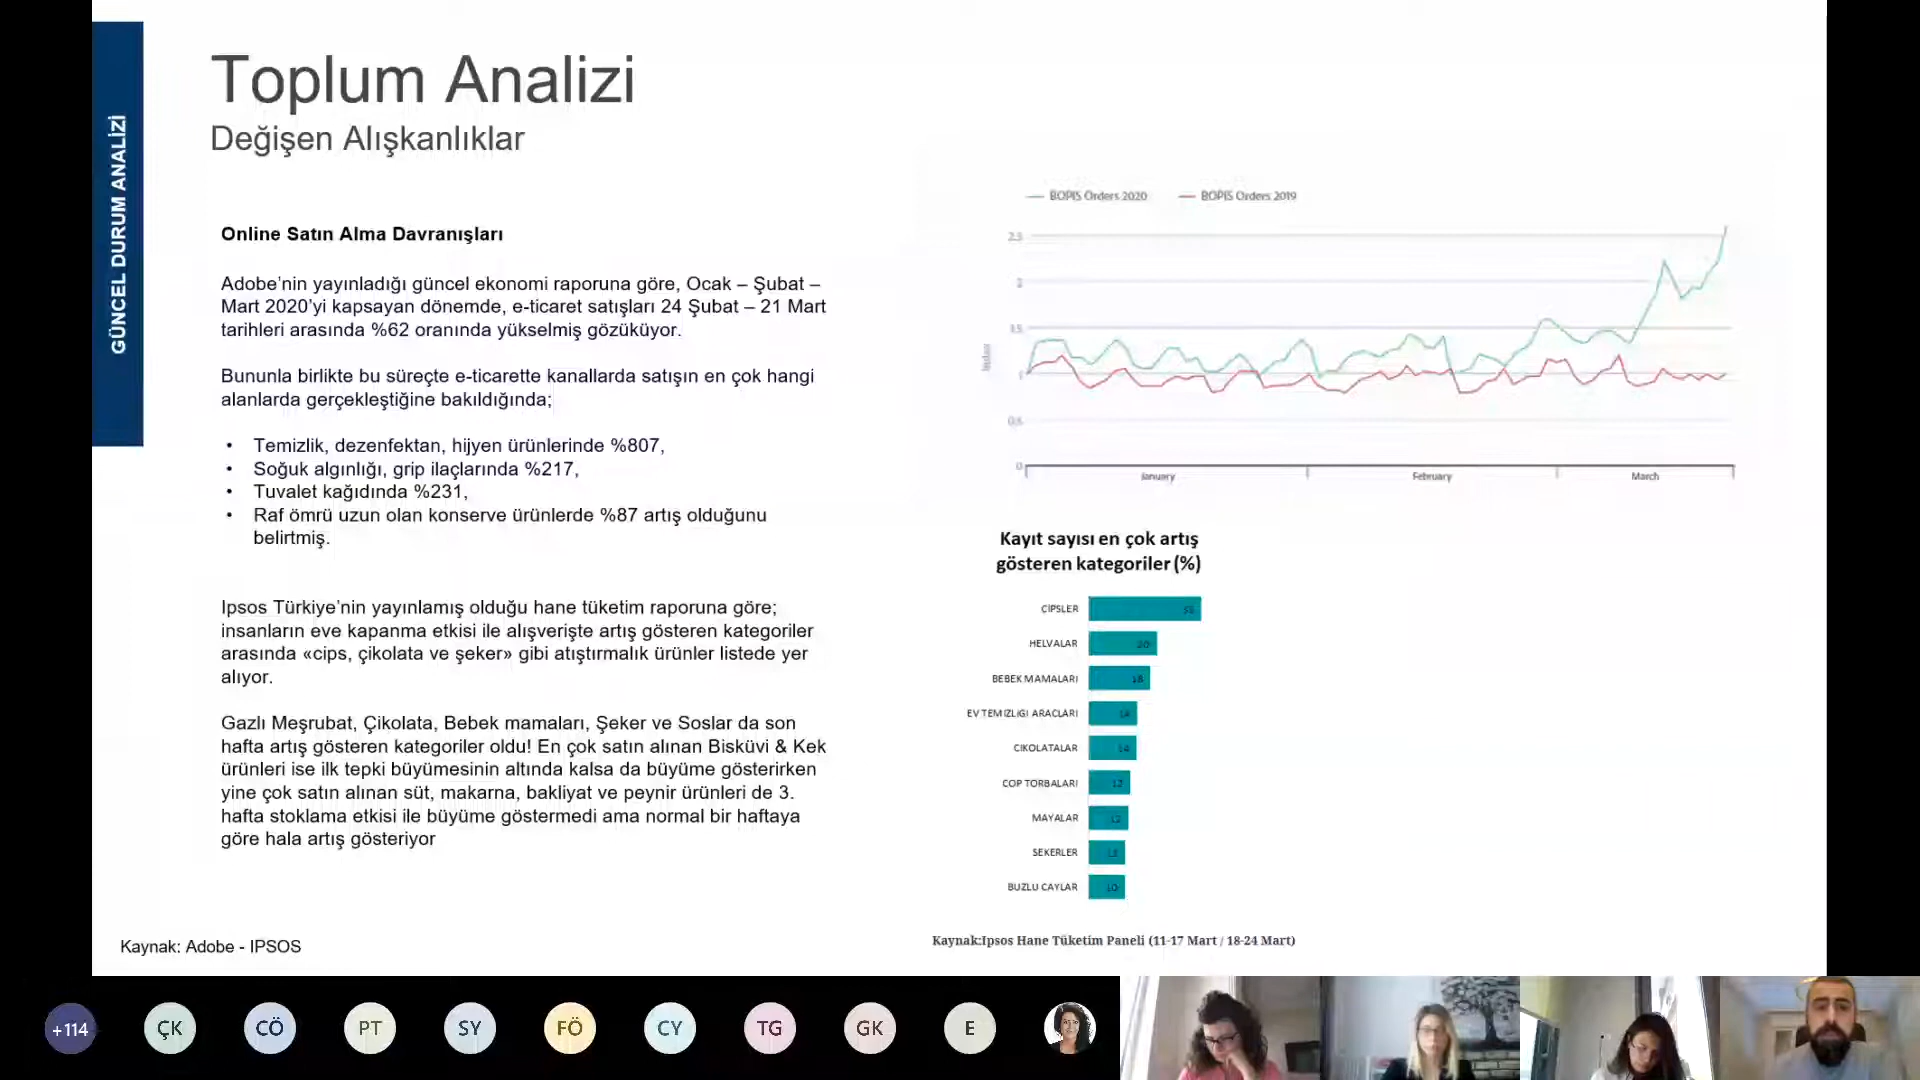 GÜNCEL DURUM ANALİZİ
Toplum Analizi
Değişen Alışkanlıklar
Online Satın Alma Davranışları
Adobe’nin yayınladığı güncel ekonomi raporuna göre, Ocak – Şubat –
Mart 2020’yi kapsayan dönemde, e-ticaret satışları 24 Şubat – 21 Mart
tarihleri arasında %62 oranında yükselmiş gözüküyor.
Bununla birlikte bu süreçte e-ticarette kanallarda satışın en çok hangi
alanlarda gerçekleştiğine bakıldığında;
• Temizlik, dezenfektan, hijyen ürünlerinde %807,
• Soğuk algınlığı, grip ilaçlarında %217,
• Tuvalet kağıdında %231,
• Raf ömrü uzun olan konserve ürünlerde %87 artış olduğunu
belirtmiş.
Ipsos Türkiye’nin yayınlamış olduğu hane tüketim raporuna göre;
insanların eve kapanma etkisi ile alışverişte artış gösteren kategoriler
arasında «cips, çikolata ve şeker» gibi atıştırmalık ürünler listede yer
alıyor.
Gazlı Meşrubat, Çikolata, Bebek mamaları, Şeker ve Soslar da son
hafta artış gösteren kategoriler oldu! En çok satın alınan Bisküvi & Kek
ürünleri ise ilk tepki büyümesinin altında kalsa da büyüme gösterirken
yine çok satın alınan süt, makarna, bakliyat ve peynir ürünleri de 3.
hafta stoklama etkisi ile büyüme göstermedi ama normal bir haftaya
göre hala artış gösteriyor
Kaynak: Adobe - IPSOS
BOPIS Orders 2020 BOPIS Orders 2019
2.5
2
1.5
Index
1
0.5
0
January February March
Kayıt sayısı en çok artış
gösteren kategoriler (%)
CİPSLER
HELVALAR 20
BEBEK MAMALARI 18
EV TEMIZLIGI ARACLARI 14
CIKOLATALAR 14
COP TORBALARI
MAYALAR
SEKERLER
BUZLU CAYLAR 10
Kaynak:Ipsos Hane Tüketim Paneli (11-17 Mart / 18-24 Mart)
+114 ÇK CÖ PT SY FÖ CY TG GK E